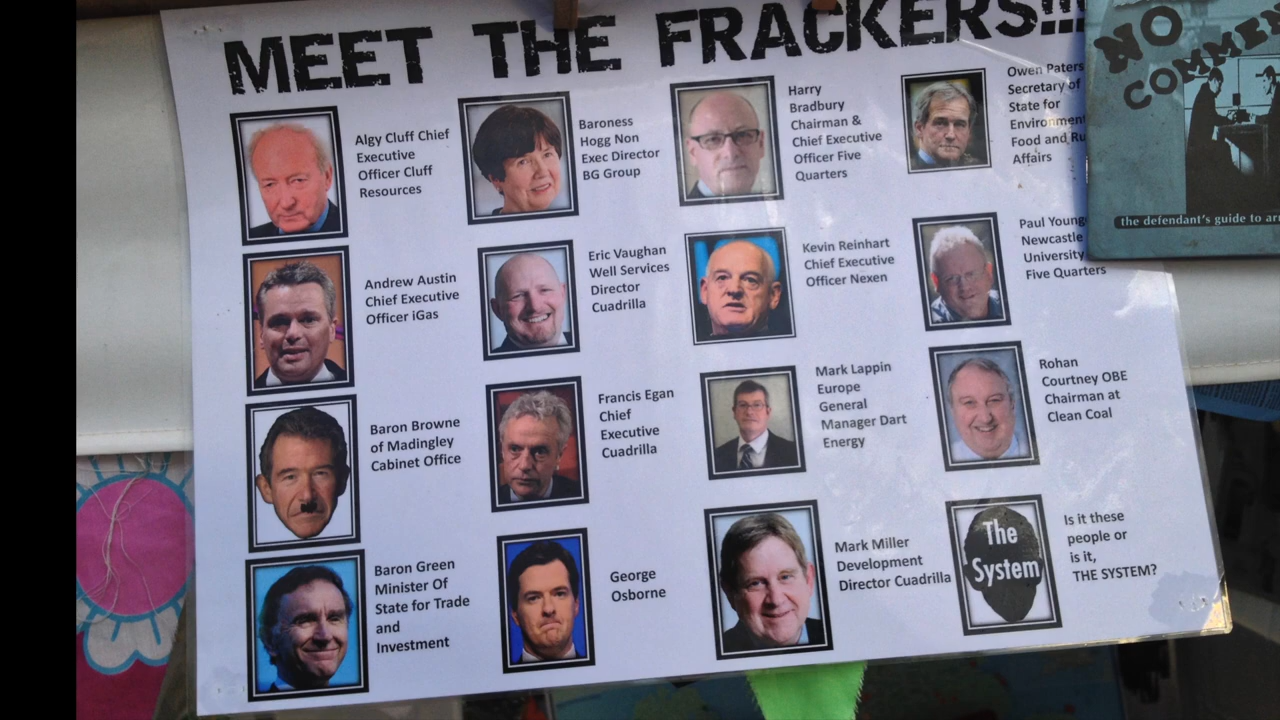 MEET THE FRACKERS!!!
Algy Cluff Chief
Executive
Officer Cluff
Resources
Baroness
Hogg Non
Exec Director
BG Group
Harry
Bradbury
Chairman &
Chief Executive
Officer Five
Quarters
Owen
Secretary of
State for
Food and
Affairs
Andrew Austin
Chief Executive
Officer iGas
Eric Vaughan
Well Services
Director
Cuadrilla
Kevin Reinhart
Chief Executive
Officer Nexen
Paul
Newcastle
University
Five Quarters
Baron Browne
of Madingley
Cabinet Office
Francis Egan
Chief
Executive
Cuadrilla
Mark Lappin
Europe
General
Manager Dart
Energy
Rohan
Courtney OBE
Chairman at
Clean Coal
Baron Green
Minister Of
State for Trade
and
Investment
George
Osborne
Mark Miller
Development
Director Cuadrilla
The
System
Is it these
people or
is it,
THE SYSTEM?
NO
the defendant's guide to